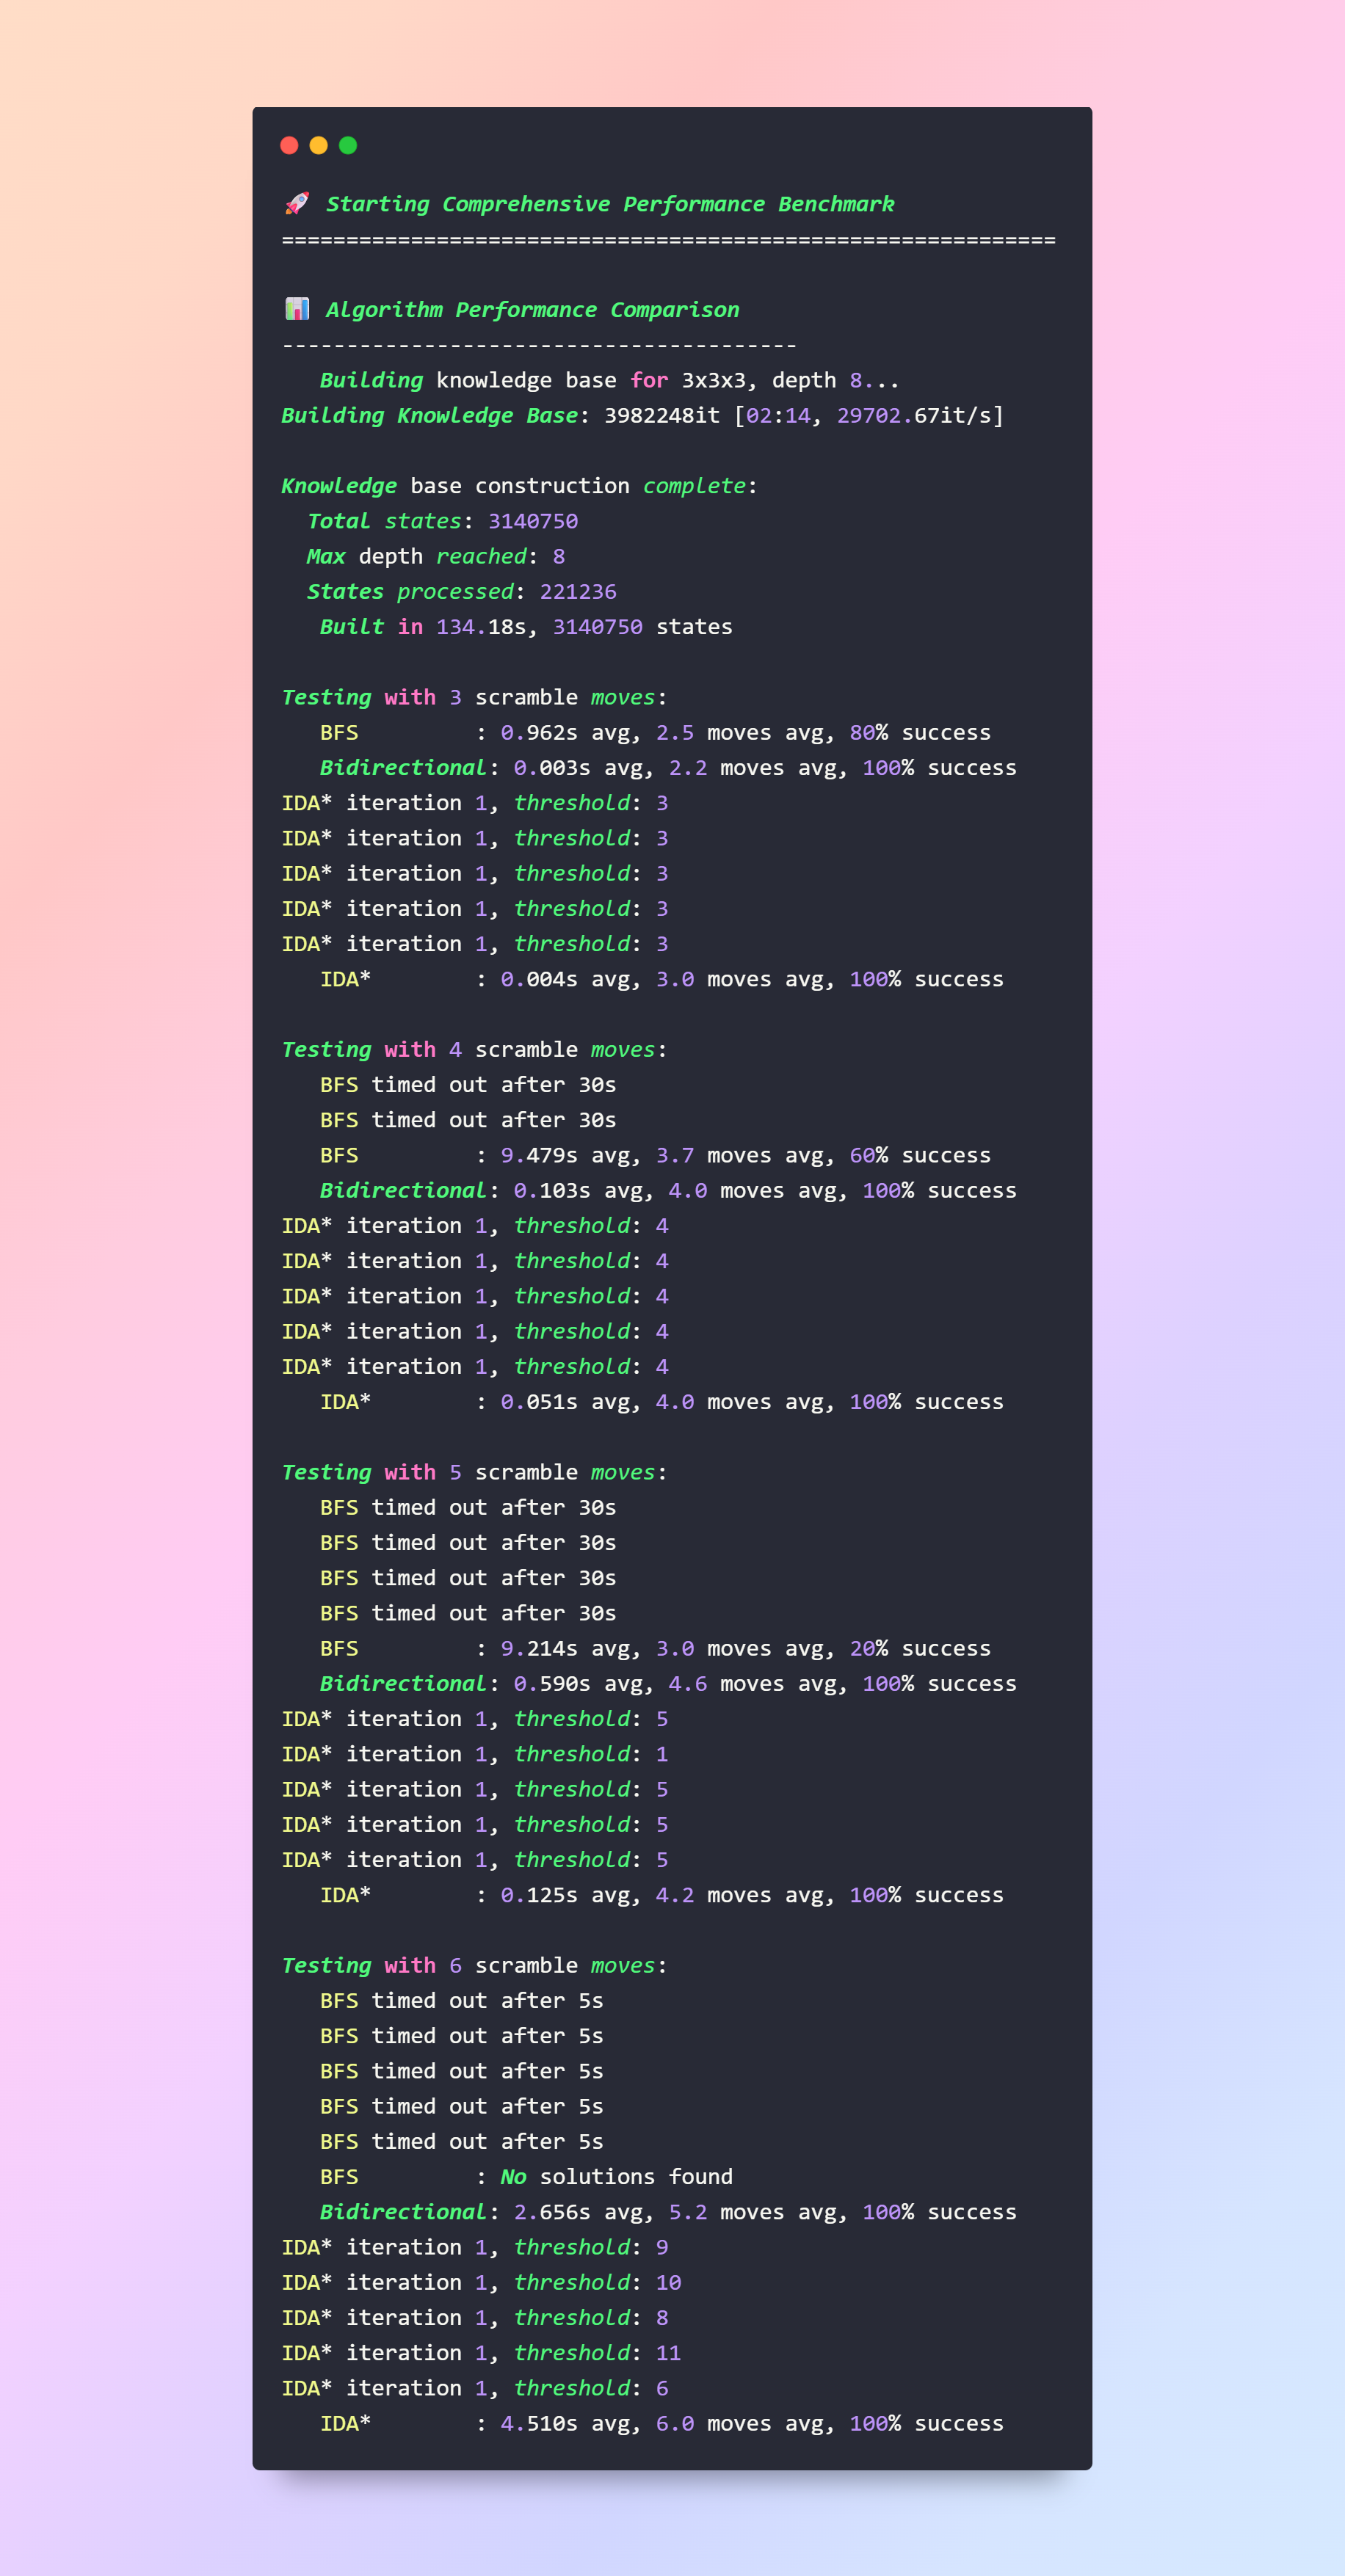 🚀 Starting Comprehensive Performance Benchmark
============================================================
📊 Algorithm Performance Comparison
----------------------------------------
Building knowledge base for 3x3x3, depth 8...
Building Knowledge Base: 3982248it [02:14, 29702.67it/s]
Knowledge base construction complete:
Total states: 3140750
Max depth reached: 8
States processed: 221236
Built in 134.18s, 3140750 states
Testing with 3 scramble moves:
BFS         : 0.962s avg, 2.5 moves avg, 80% success
Bidirectional: 0.003s avg, 2.2 moves avg, 100% success
IDA* iteration 1, threshold: 3
IDA* iteration 1, threshold: 3
IDA* iteration 1, threshold: 3
IDA* iteration 1, threshold: 3
IDA* iteration 1, threshold: 3
IDA*        : 0.004s avg, 3.0 moves avg, 100% success
Testing with 4 scramble moves:
BFS timed out after 30s
BFS timed out after 30s
BFS         : 9.479s avg, 3.7 moves avg, 60% success
Bidirectional: 0.103s avg, 4.0 moves avg, 100% success
IDA* iteration 1, threshold: 4
IDA* iteration 1, threshold: 4
IDA* iteration 1, threshold: 4
IDA* iteration 1, threshold: 4
IDA* iteration 1, threshold: 4
IDA*        : 0.051s avg, 4.0 moves avg, 100% success
Testing with 5 scramble moves:
BFS timed out after 30s
BFS timed out after 30s
BFS timed out after 30s
BFS timed out after 30s
BFS         : 9.214s avg, 3.0 moves avg, 20% success
Bidirectional: 0.590s avg, 4.6 moves avg, 100% success
IDA* iteration 1, threshold: 5
IDA* iteration 1, threshold: 1
IDA* iteration 1, threshold: 5
IDA* iteration 1, threshold: 5
IDA* iteration 1, threshold: 5
IDA*        : 0.125s avg, 4.2 moves avg, 100% success
Testing with 6 scramble moves:
BFS timed out after 5s
BFS timed out after 5s
BFS timed out after 5s
BFS timed out after 5s
BFS timed out after 5s
BFS         : No solutions found
Bidirectional: 2.656s avg, 5.2 moves avg, 100% success
IDA* iteration 1, threshold: 9
IDA* iteration 1, threshold: 10
IDA* iteration 1, threshold: 8
IDA* iteration 1, threshold: 11
IDA* iteration 1, threshold: 6
IDA*        : 4.510s avg, 6.0 moves avg, 100% success